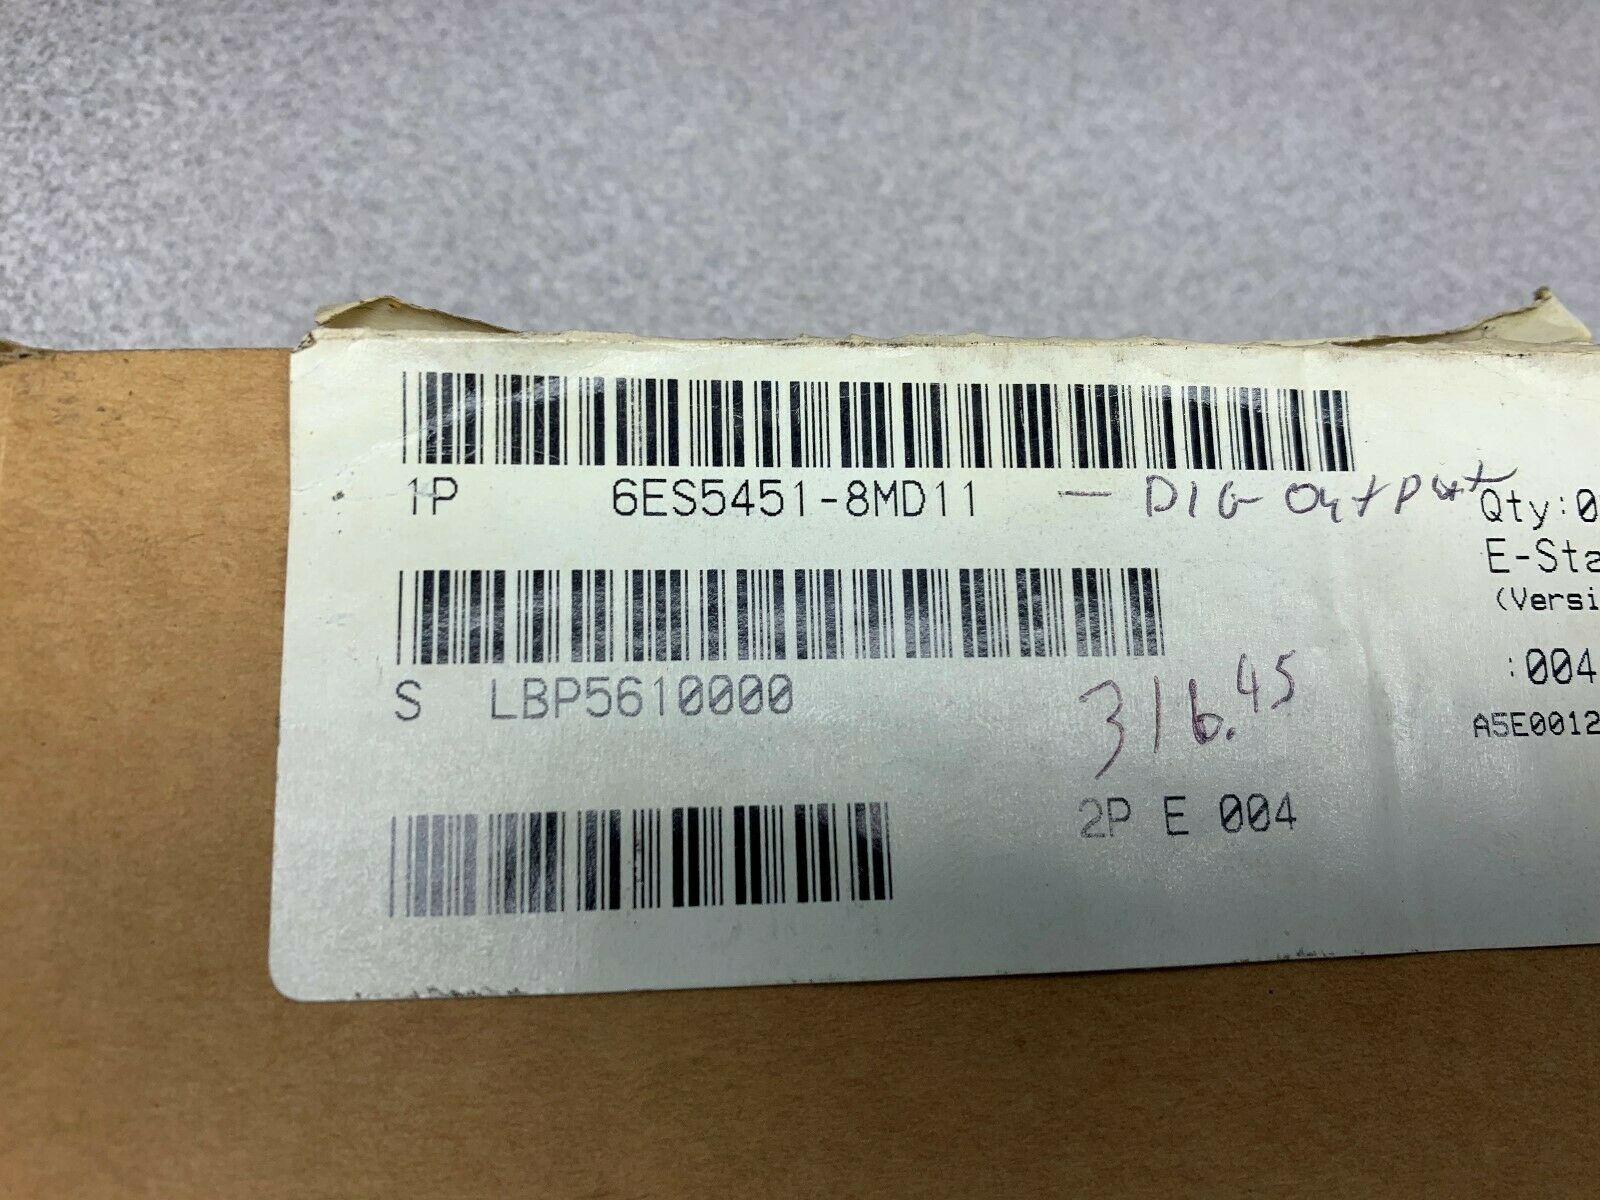 1P 6ES5451-8MD11 — DIG Output
Qty:0
E-Sta
(Versi
S LBP5610000
316.45
:004
A5E0012
2P E 004